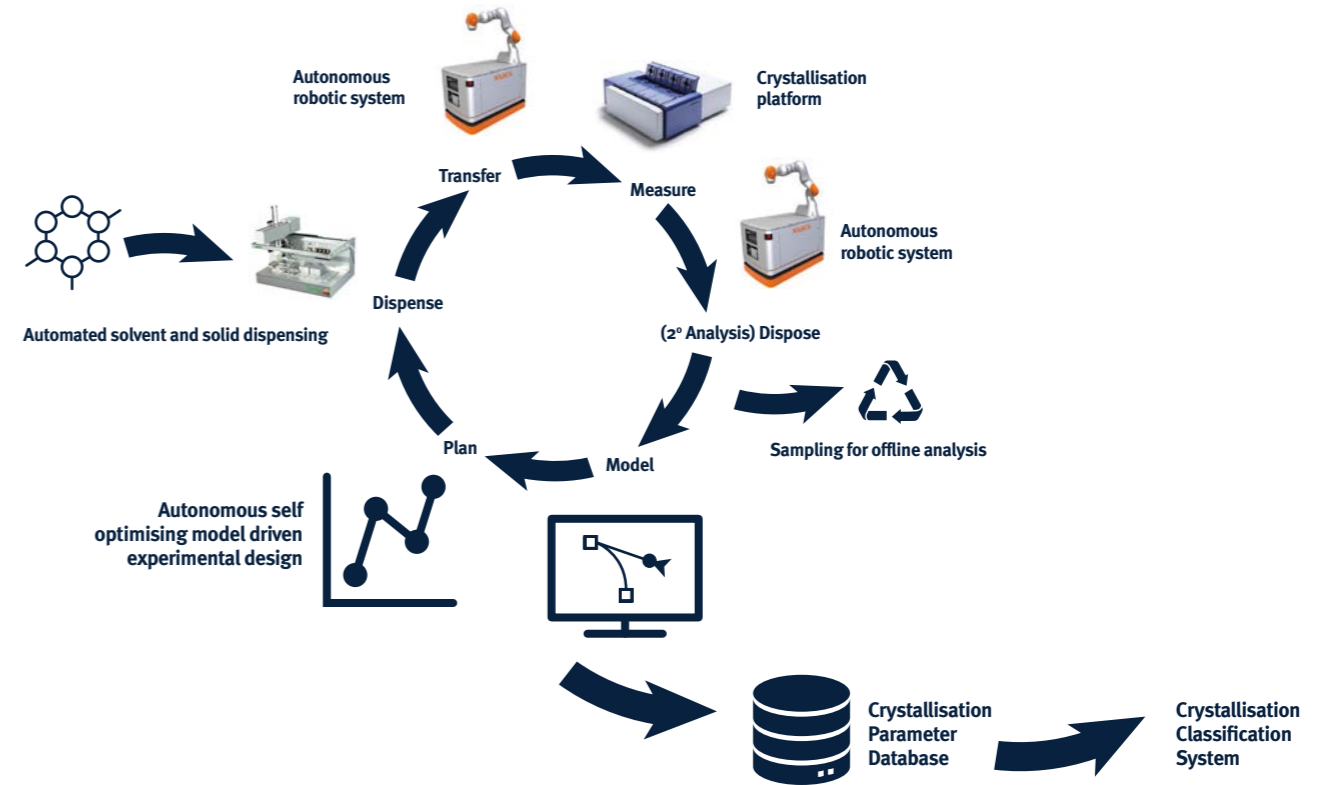 Autonomous
robotic system
Crystallisation
platform
Transfer
Measure
Autonomous
robotic system
Dispense
Automated solvent and solid dispensing
(2º Analysis) Dispose
Plan
Model
Sampling for offline analysis
Autonomous self
optimising model driven
experimental design
Crystallisation
Parameter
Database
Crystallisation
Classification
System